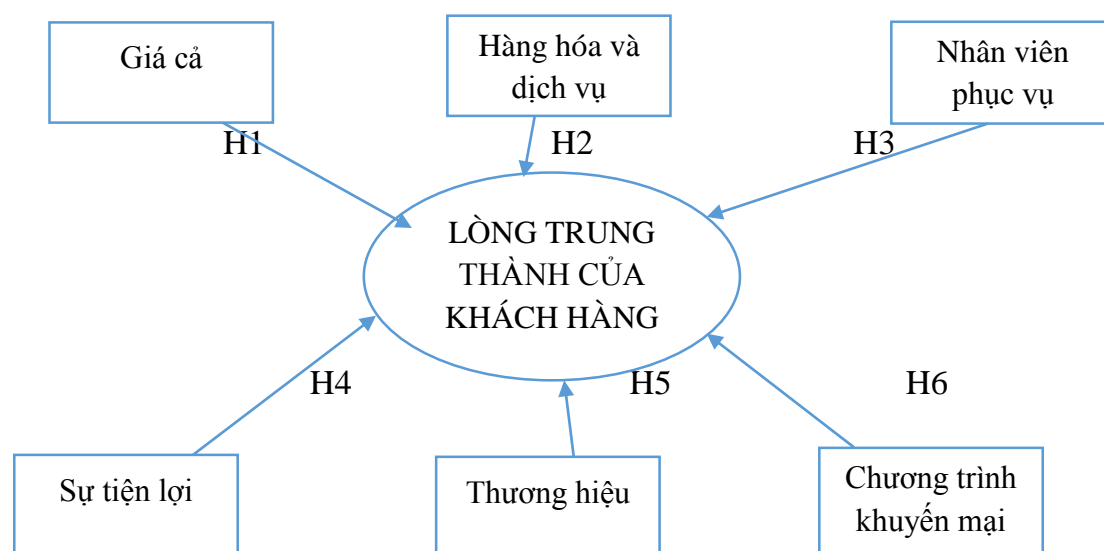 Giá cả
Hàng hóa và
dịch vụ
Nhân viên
phục vụ
H1
H2
H3
LÒNG TRUNG
THÀNH CỦA
KHÁCH HÀNG
H4
H5
H6
Sự tiện lợi
Thương hiệu
Chương trình
khuyến mại